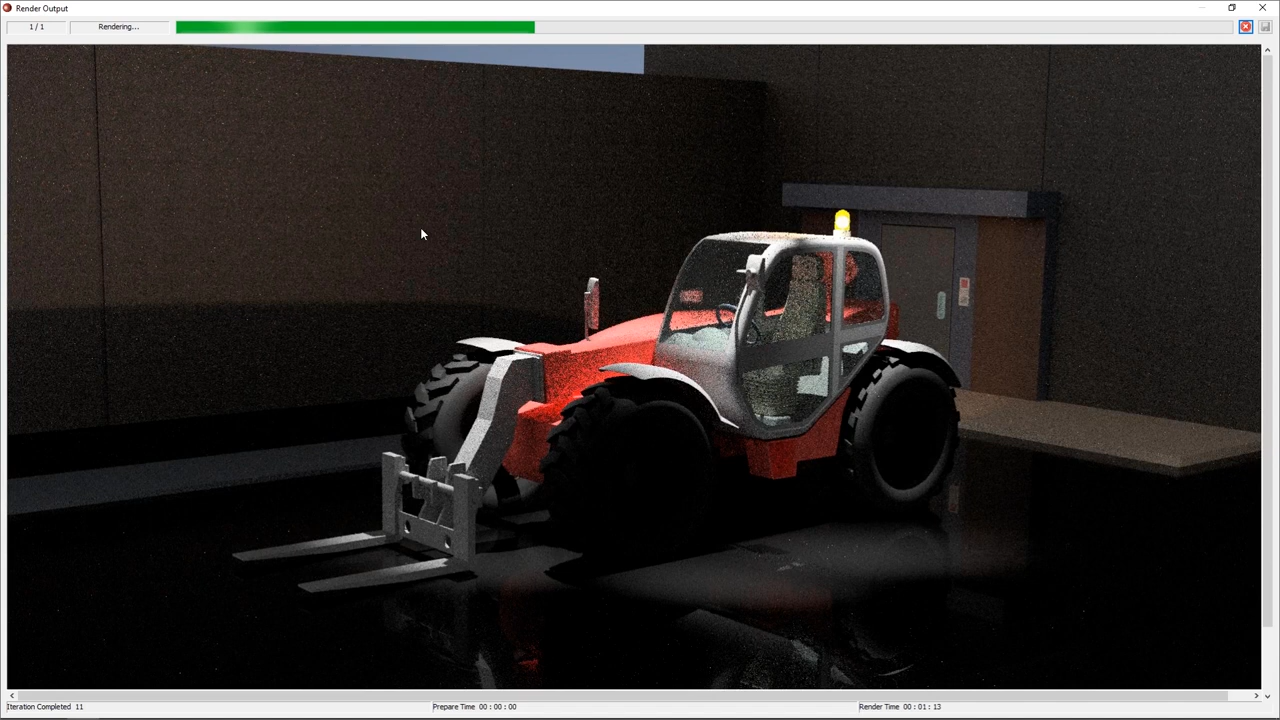 Render Output
1 / 1
Rendering...
Iteration Completed 11
Prepare Time 00 : 00 : 00
Render Time 00 : 01 : 13